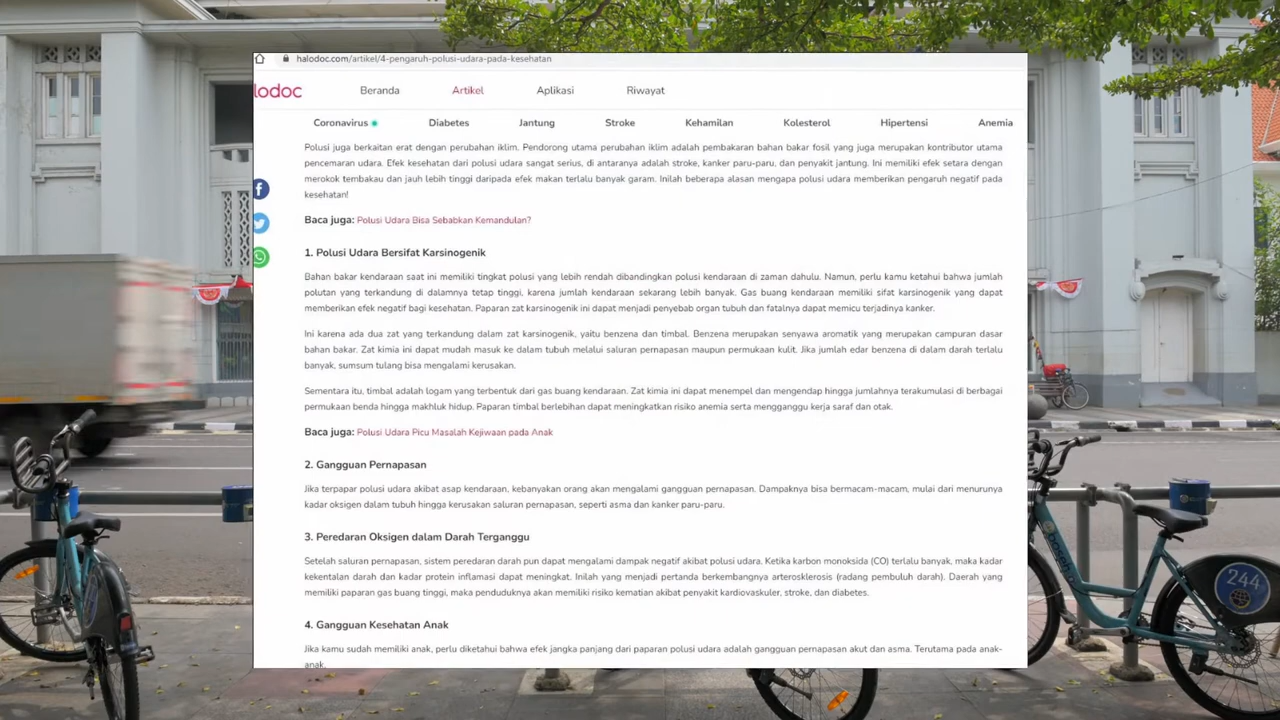 halodoc.com/artikel/4-pengaruh-polusi-udara-pada-kesehatan
lodoc
Beranda Artikel Aplikasi Riwayat
Coronavirus Diabetes Jantung Stroke Kehamilan Kolesterol Hipertensi Anemia
Polusi juga berkaitan erat dengan perubahan iklim. Pendorong utama perubahan iklim adalah pembakaran bahan bakar fosil yang juga merupakan kontributor utama
pencemaran udara. Efek kesehatan dari polusi udara sangat serius, di antaranya adalah stroke, kanker paru-paru, dan penyakit jantung. Ini memiliki efek setara dengan
merokok tembakau dan jauh lebih tinggi daripada efek makan terlalu banyak garam. Inilah beberapa alasan mengapa polusi udara memberikan pengaruh negatif pada
kesehatan!
Baca juga: Polusi Udara Bisa Sebabkan Kemandulan?
1. Polusi Udara Bersifat Karsinogenik
Bahan bakar kendaraan saat ini memiliki tingkat polusi yang lebih rendah dibandingkan polusi kendaraan di zaman dahulu. Namun, perlu kamu ketahui bahwa jumlah
polutan yang terkandung di dalamnya tetap tinggi, karena jumlah kendaraan sekarang lebih banyak. Gas buang kendaraan memiliki sifat karsinogenik yang dapat
memberikan efek negatif bagi kesehatan. Paparan zat karsinogenik ini dapat menjadi penyebab organ tubuh dan fatalnya dapat memicu terjadinya kanker.
Ini karena ada dua zat yang terkandung dalam zat karsinogenik, yaitu benzena dan timbal. Benzena merupakan senyawa aromatik yang merupakan campuran dasar
bahan bakar. Zat kimia ini dapat mudah masuk ke dalam tubuh melalui saluran pernapasan maupun permukaan kulit. Jika jumlah edar benzena di dalam darah terlalu
banyak, sumsum tulang bisa mengalami kerusakan.
Sementara itu, timbal adalah logam yang terbentuk dari gas buang kendaraan. Zat kimia ini dapat menempel dan mengendap hingga jumlahnya terakumulasi di berbagai
permukaan benda hingga makhluk hidup. Paparan timbal berlebihan dapat meningkatkan risiko anemia serta mengganggu kerja saraf dan otak.
Baca juga: Polusi Udara Picu Masalah Kejiwaan pada Anak
2. Gangguan Pernapasan
Jika terpapar polusi udara akibat asap kendaraan, kebanyakan orang akan mengalami gangguan pernapasan. Dampaknya bisa bermacam-macam, mulai dari menurunya
kadar oksigen dalam tubuh hingga kerusakan saluran pernapasan, seperti asma dan kanker paru-paru.
3. Peredaran Oksigen dalam Darah Terganggu
Setelah saluran pernapasan, sistem peredaran darah pun dapat mengalami dampak negatif akibat polusi udara. Ketika karbon monoksida (CO) terlalu banyak, maka kadar
kekentalan darah dan kadar protein inflamasi dapat meningkat. Inilah yang menjadi pertanda berkembangnya arterosklerosis (radang pembuluh darah). Daerah yang
memiliki paparan gas buang tinggi, maka penduduknya akan memiliki risiko kematian akibat penyakit kardiovaskuler, stroke, dan diabetes.
4. Gangguan Kesehatan Anak
Jika kamu sudah memiliki anak, perlu diketahui bahwa efek jangka panjang dari paparan polusi udara adalah gangguan pernapasan akut dan asma. Terutama pada anak-
anak.
boseh
244